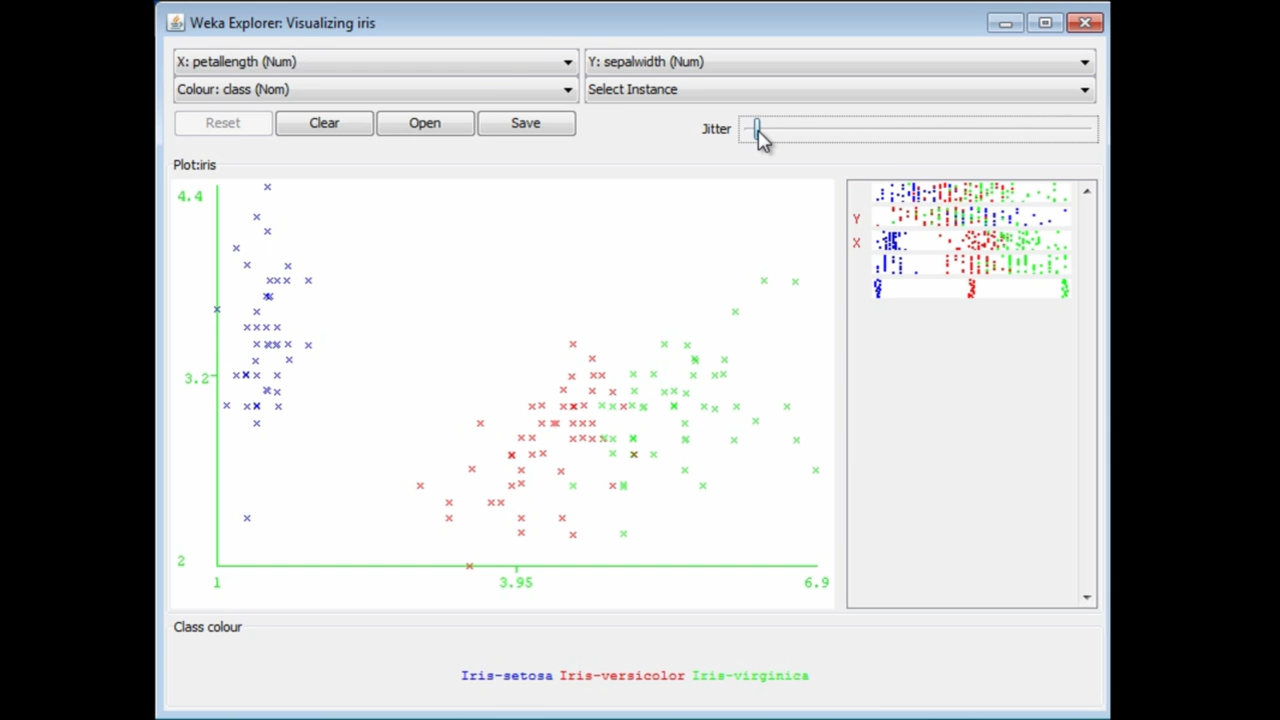 Weka Explorer: Visualizing iris
X: petallength (Num) Y: sepalwidth (Num)
Colour: class (Nom) Select Instance
Reset Clear Open Save Jitter
Plot:iris
4.4
Y
X
3.2
2
1 3.95 6.9
Class colour
Iris-setosa Iris-versicolor Iris-virginica